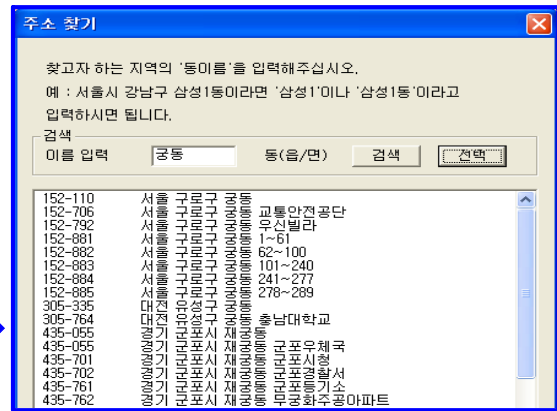 주소 찾기
찾고자 하는 지역의 '동이름'을 입력해주십시오,
예 : 서울시 강남구 삼성1동이라면 '삼성1'이나 '삼성1동'이라고
입력하시면 됩니다.
검색
이름 입력 궁동 동(읍/면) 검색 선택
152-110 서울 구로구 궁동
152-706 서울 구로구 궁동 교통안전공단
152-792 서울 구로구 궁동 우신빌라
152-881 서울 구로구 궁동 1~61
152-882 서울 구로구 궁동 62~100
152-883 서울 구로구 궁동 101~240
152-884 서울 구로구 궁동 241~277
152-885 서울 구로구 궁동 278~289
305-335 대전 유성구 궁동
305-764 대전 유성구 궁동 충남대학교
435-055 경기 군포시 재궁동
435-055 경기 군포시 재궁동 군포우체국
435-701 경기 군포시 재궁동 군포시청
435-702 경기 군포시 재궁동 군포경찰서
435-761 경기 군포시 재궁동 군포등기소
435-762 경기 군포시 재궁동 무궁화주공아파트